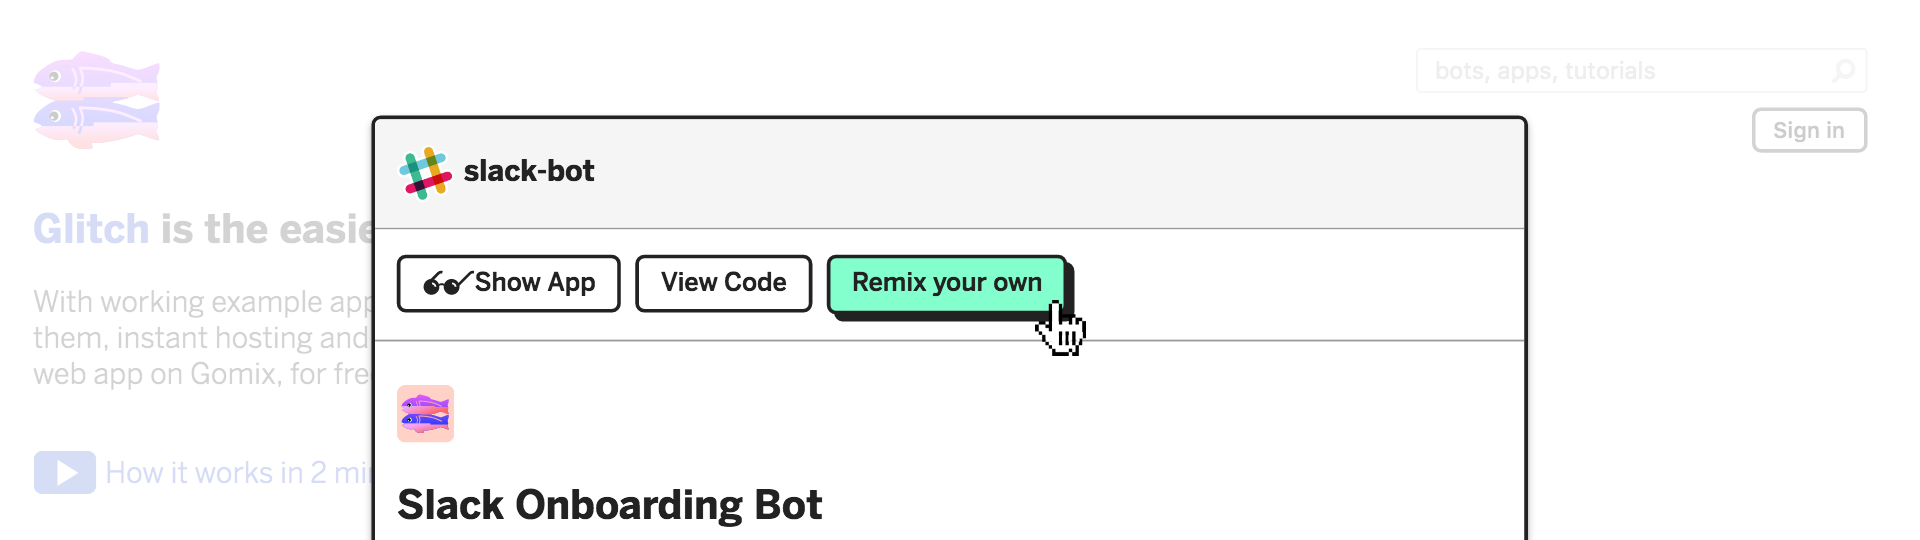 bots, apps, tutorials
Sign in
slack-bot
Glitch is the easie
Show App
View Code
Remix your own
With working example app
them, instant hosting and
web app on Gomix, for fre
How it works in 2 min
Slack Onboarding Bot